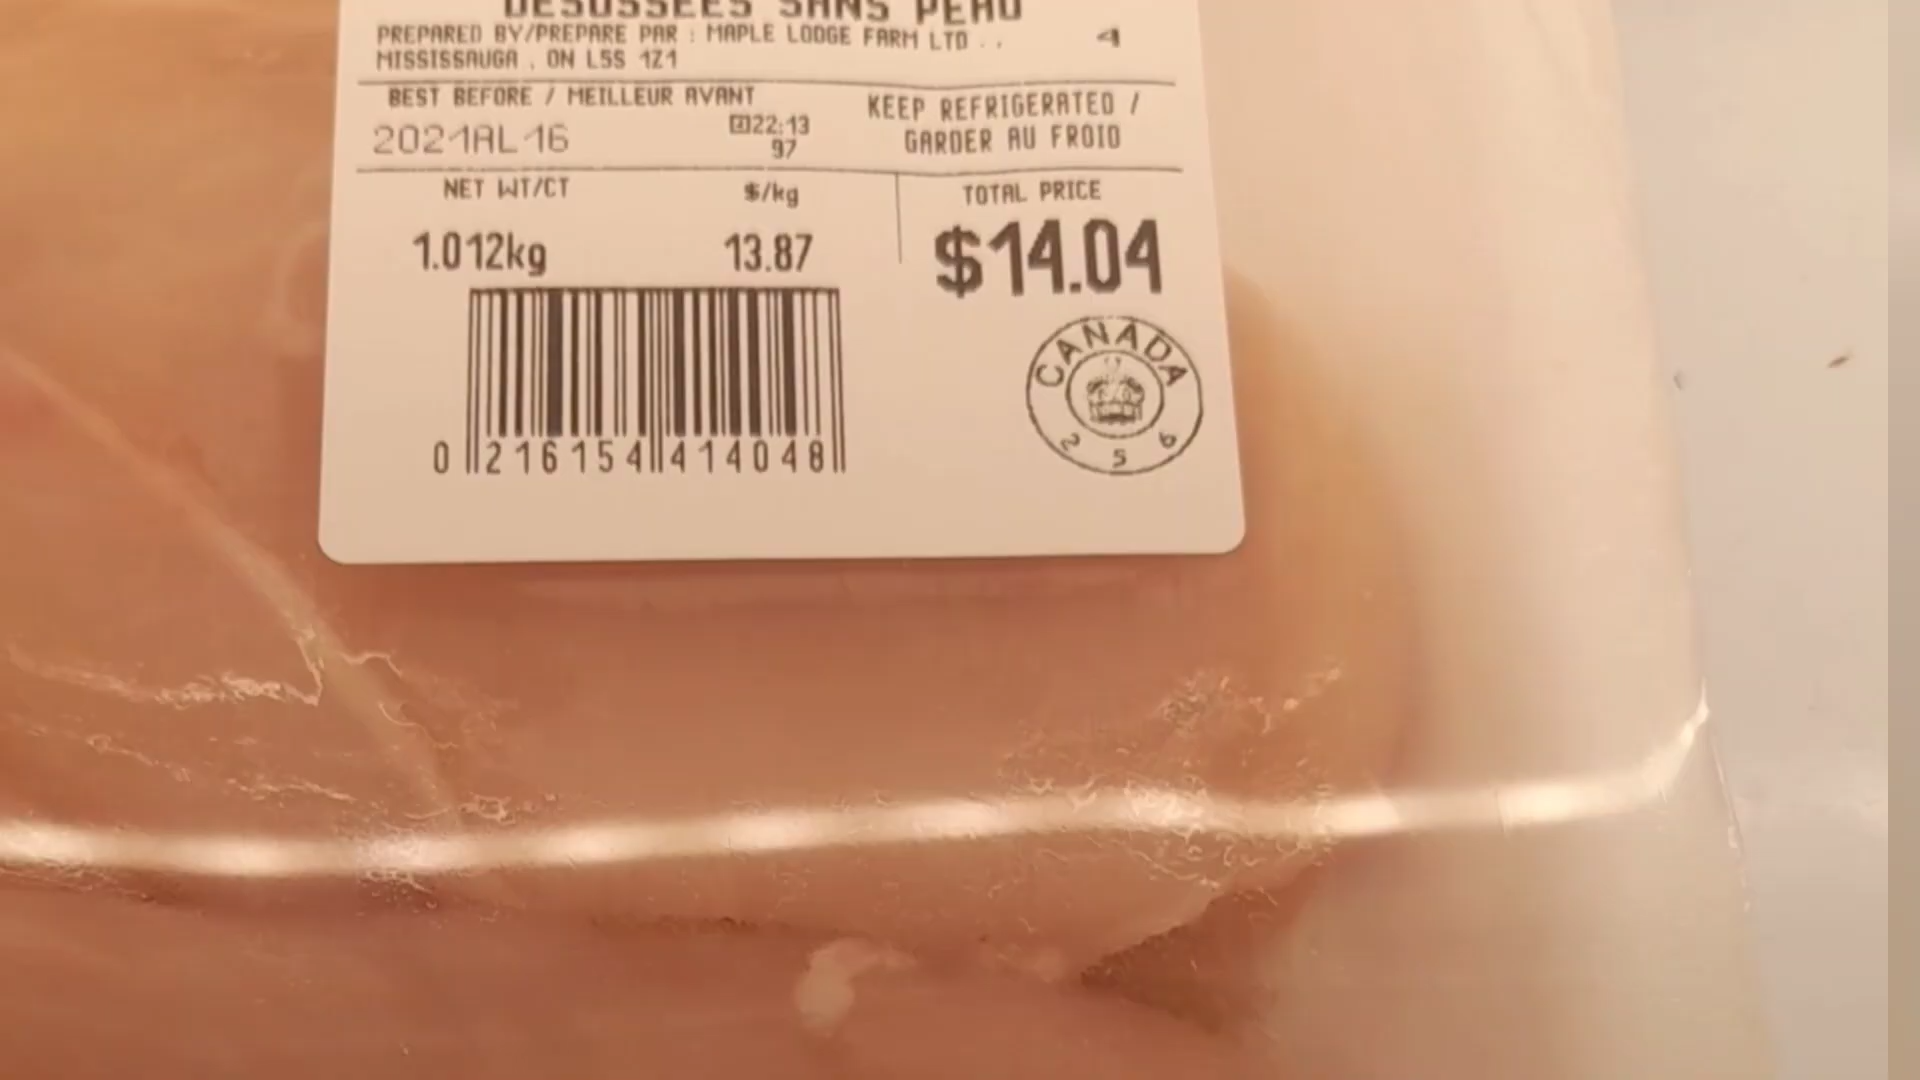 DESOSSEES SANS PEAU
PREPARED BY/PREPARE PAR : MAPLE LODGE FARM LTD ..
4
MISSISSAUGA , ON L5S 1Z1
BEST BEFORE / MEILLEUR AVANT
2021AL16
22:13
97
KEEP REFRIGERATED /
GARDER AU FROID
NET WT/CT
$/kg
TOTAL PRICE
1.012kg
13.87
$14.04
CANADA
256
0 216154 414048